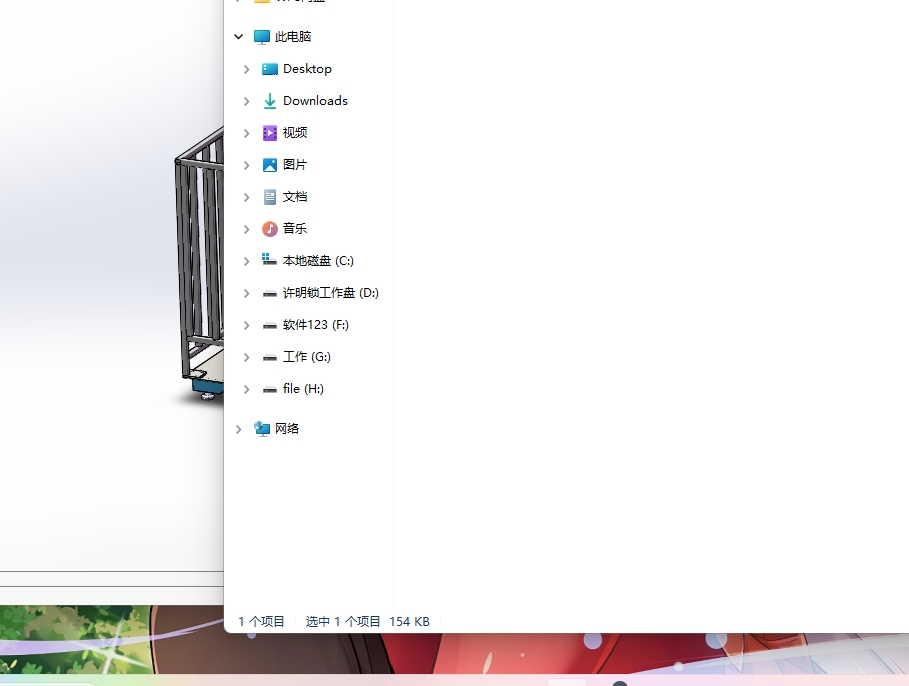 此电脑
Desktop
Downloads
视频
图片
文档
音乐
本地磁盘 (C:)
许明锁工作盘 (D:)
软件123 (F:)
工作 (G:)
file (H:)
网络
1 个项目 选中 1 个项目 154 KB